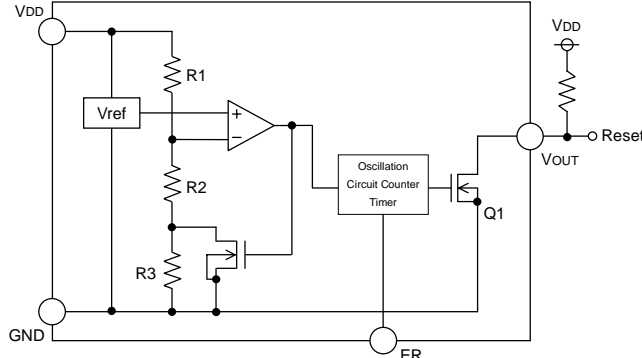 VDD
VDD
R1
Vref
+
−
Reset
VOUT
Oscillation
Circuit Counter
Timer
R2
Q1
R3
GND
ER